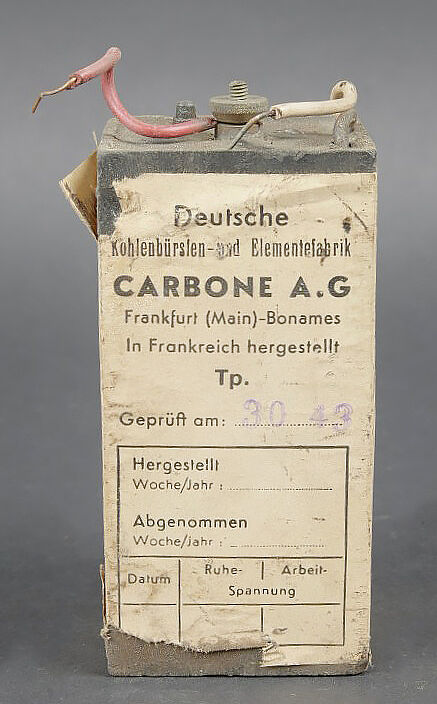 Deutsche
Kohlenbürsten- und Elementefabrik
CARBONE A.G
Frankfurt (Main)-Bonames
In Frankreich hergestellt
Tp.
Geprüft am: 30 43
Hergestellt
Woche/Jahr :
Abgenommen
Woche/Jahr :
Datum Ruhe- Arbeit-
Spannung